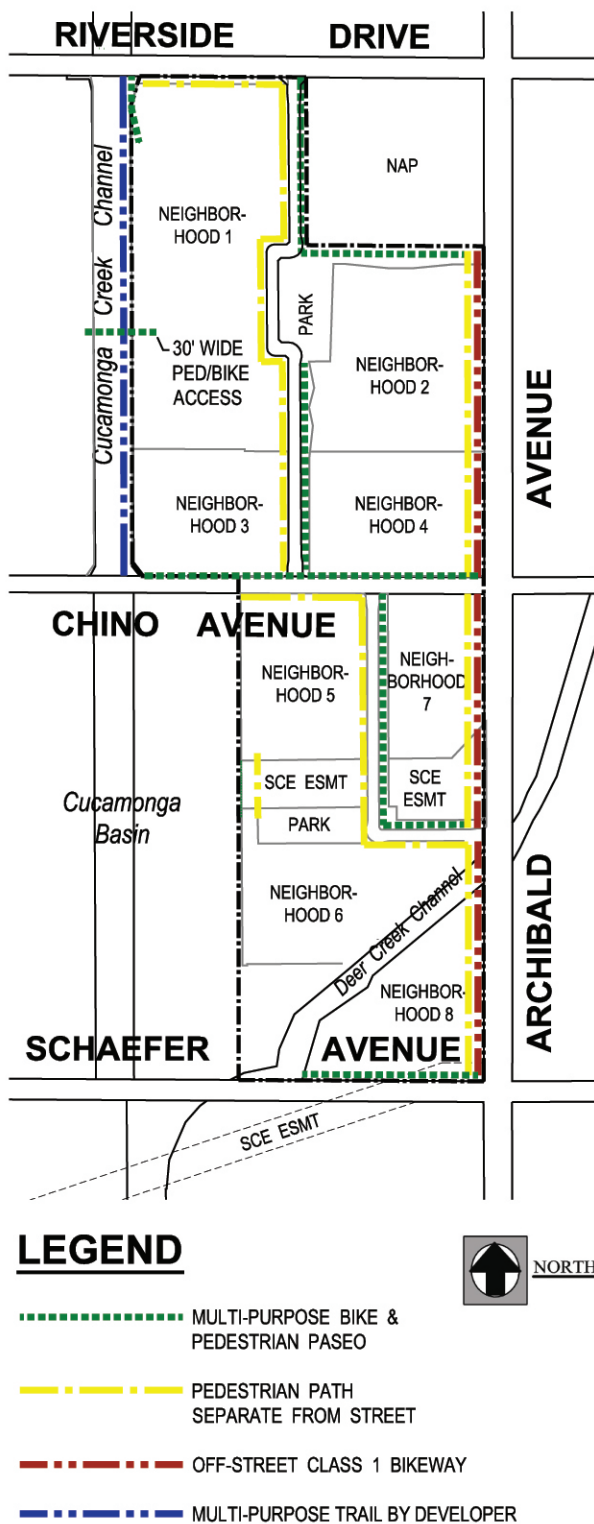 RIVERSIDE DRIVE
NAP
Cucamonga Creek Channel
NEIGHBOR-
HOOD 1
PARK
30' WIDE
PED/BIKE
ACCESS
NEIGHBOR-
HOOD 2
AVENUE
NEIGHBOR-
HOOD 3
NEIGHBOR-
HOOD 4
CHINO AVENUE
NEIGHBOR-
HOOD 5
NEIGH-
BORHOOD
7
SCE ESMT
SCE
ESMT
Cucamonga
Basin
PARK
NEIGHBOR-
HOOD 6
Deer Creek Channel
ARCHIBALD
NEIGHBOR-
HOOD 8
SCHAEFER AVENUE
SCE ESMT
LEGEND
NORTH
MULTI-PURPOSE BIKE &
PEDESTRIAN PASEO
PEDESTRIAN PATH
SEPARATE FROM STREET
OFF-STREET CLASS 1 BIKEWAY
MULTI-PURPOSE TRAIL BY DEVELOPER